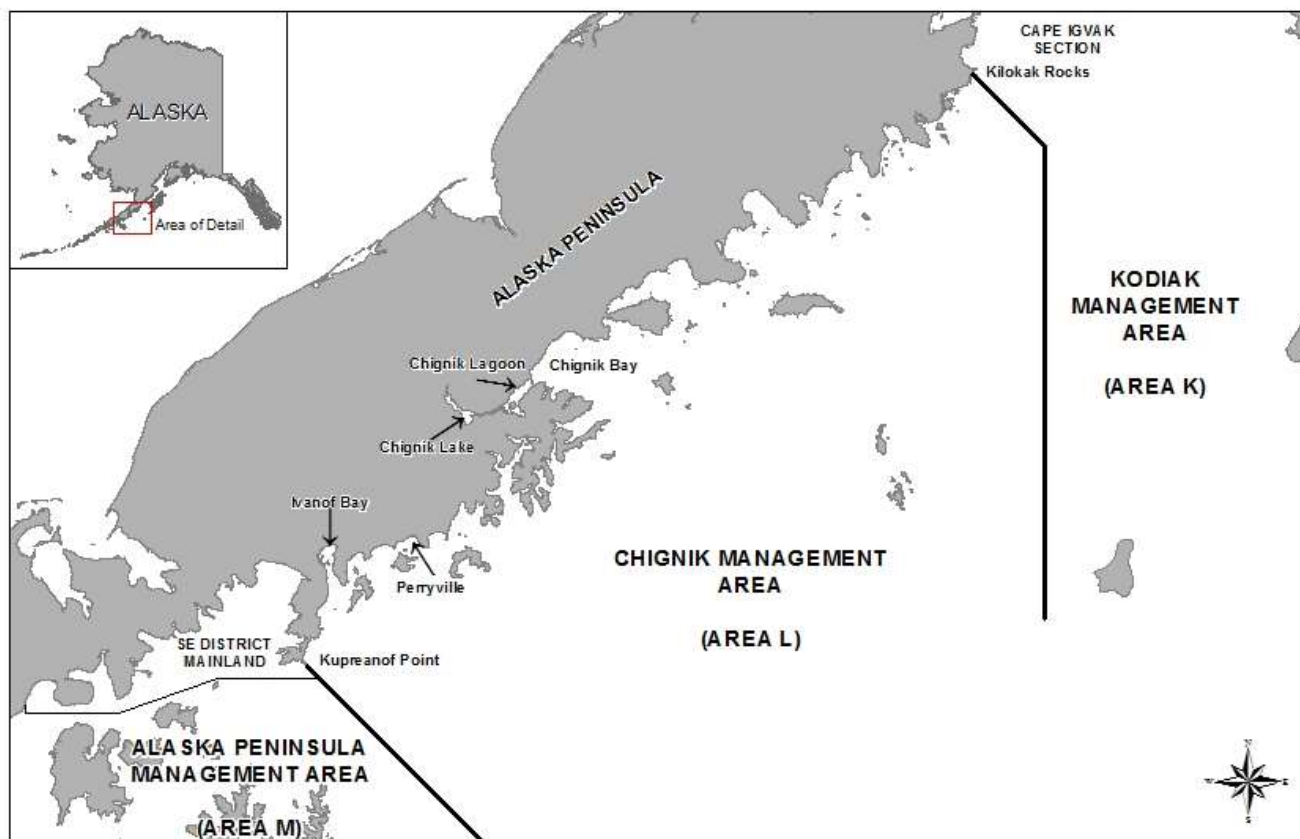 ALASKA
Area of Detail
CAPE IGVAK
SECTION
Kilokak Rocks
ALASKA PENINSULA
KODIAK
MANAGEMENT
AREA
(AREA K)
Chignik Lagoon
Chignik Bay
Chignik Lake
Ivanof Bay
Perryville
CHIGNIK MANAGEMENT
AREA
(AREA L)
SE DISTRICT
MAINLAND
Kupreanof Point
ALASKA PENINSULA
MANAGEMENT AREA
(AREA M)
N
W
E
S